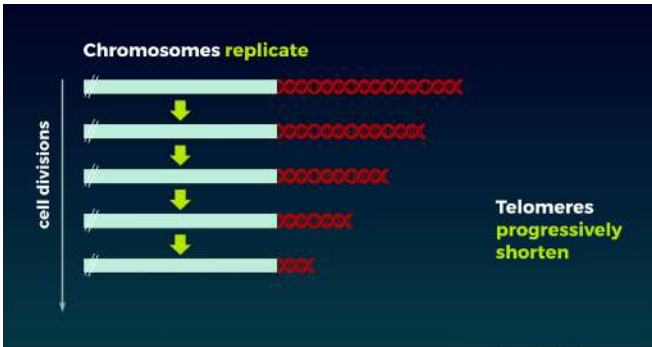 Chromosomes replicate
cell divisions
Telomeres
progressively
shorten